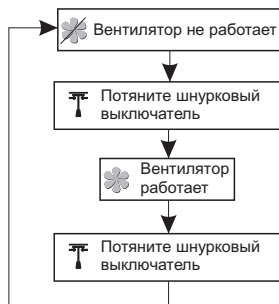 Вентилятор не работает
Потяните шнурковый
выключатель
Вентилятор
работает
Потяните шнурковый
выключатель